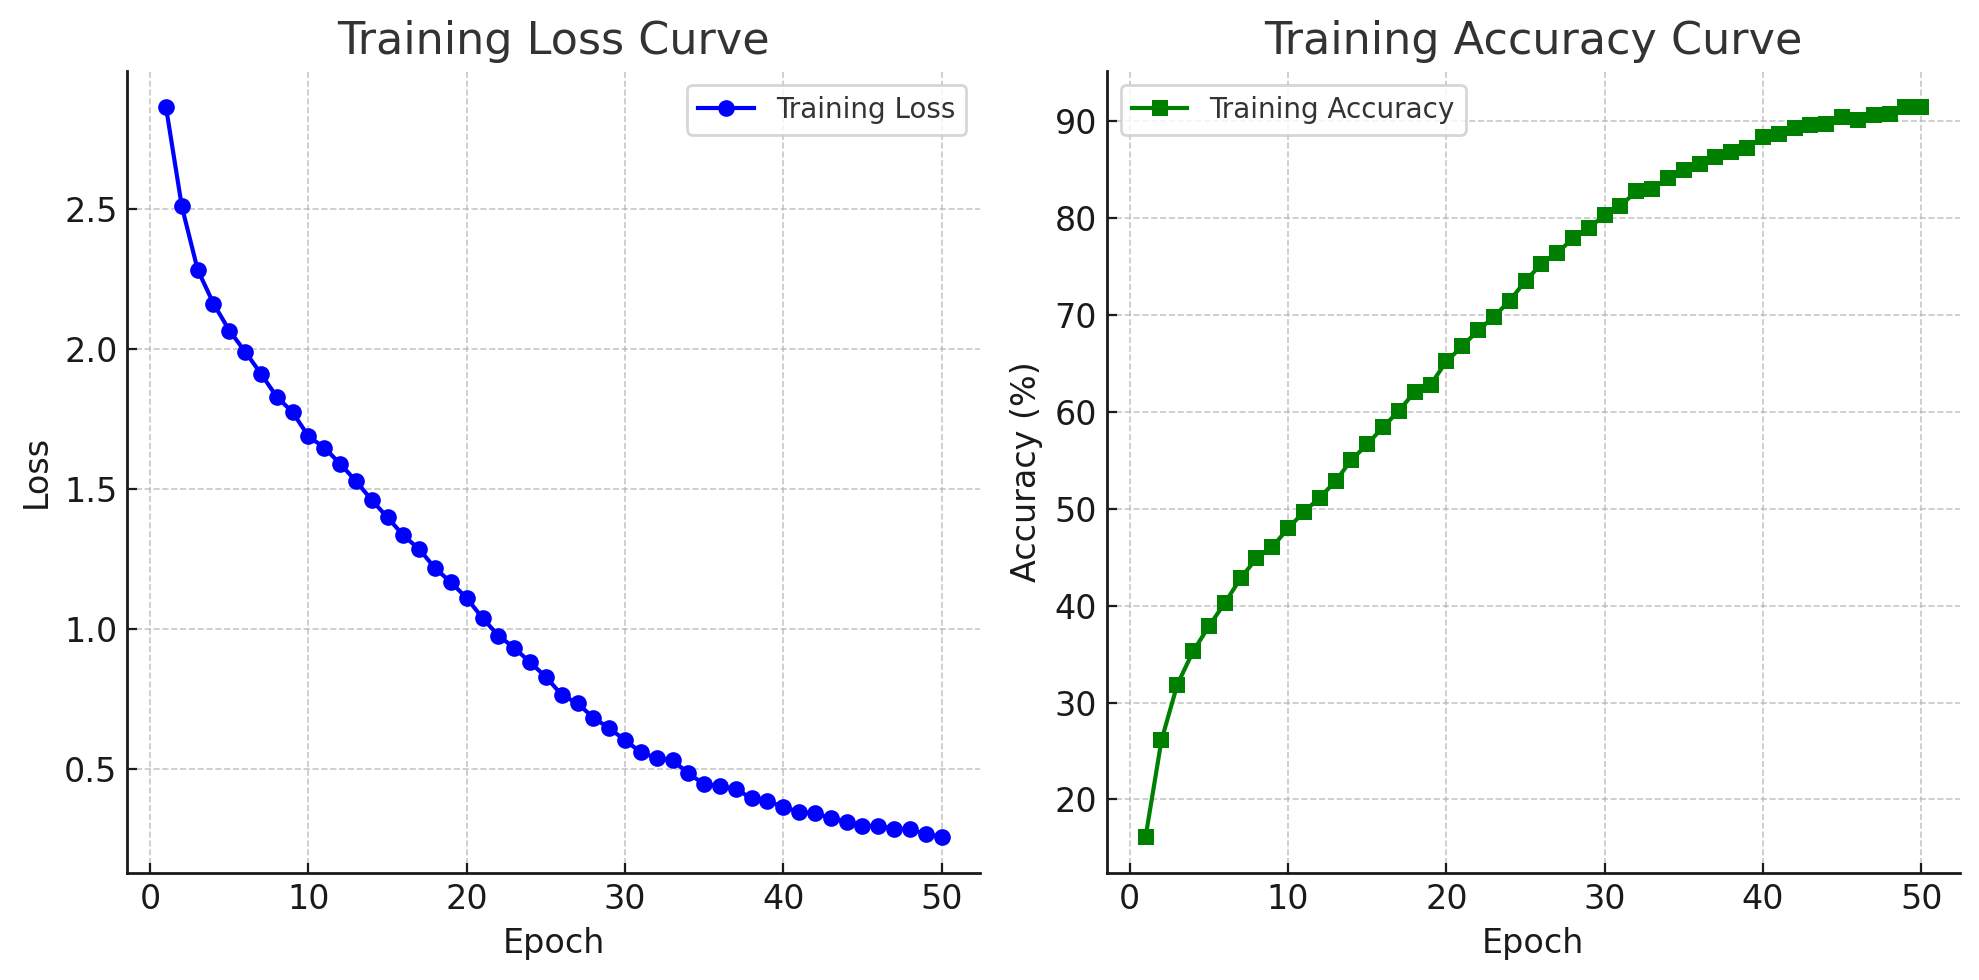 Training Loss Curve
Training Loss
2.5
2.0
1.5
1.0
0.5
Loss
0 10 20 30 40 50
Epoch
Training Accuracy Curve
Training Accuracy
90
80
70
60
50
40
30
20
Accuracy (%)
0 10 20 30 40 50
Epoch